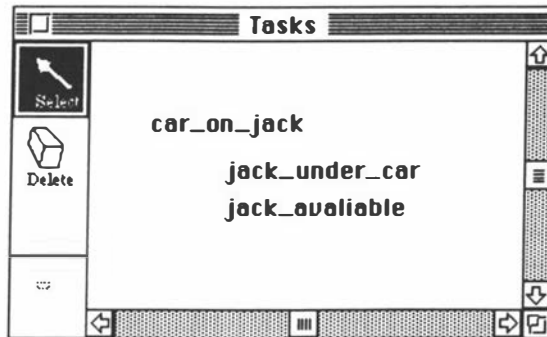 Tasks
Select
car_on_jack
Delete
jack_under_car
jack_avaliable